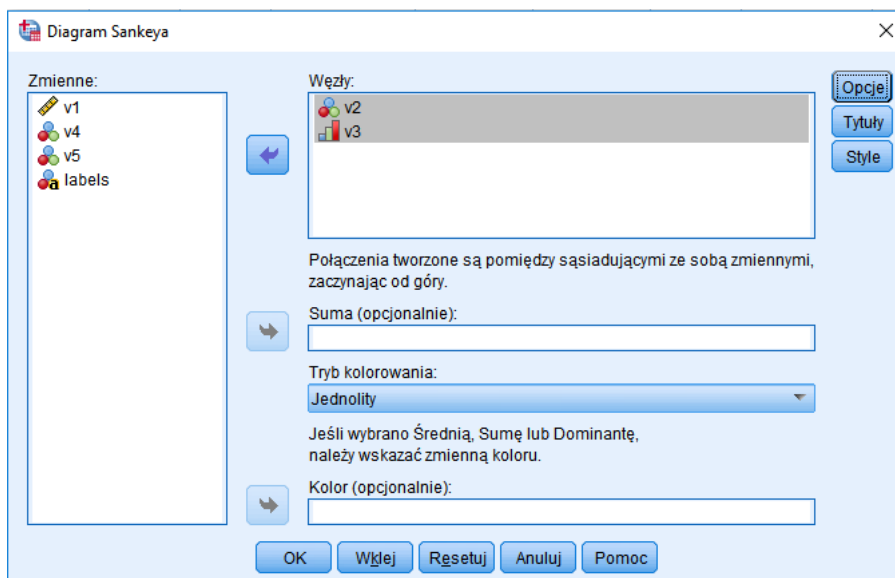 Diagram Sankeya
Zmienne:
v1
v4
v5
labels
Węzły:
v2
v3
Połączenia tworzone są pomiędzy sąsiadującymi ze sobą zmiennymi,
zaczynając od góry.
Suma (opcjonalnie):
Tryb kolorowania:
Jednolity
Jeśli wybrano Średnią, Sumę lub Dominantę,
należy wskazać zmienną koloru.
Kolor (opcjonalnie):
Opcje
Tytuły
Style
OK Wklej Resetuj Anuluj Pomoc